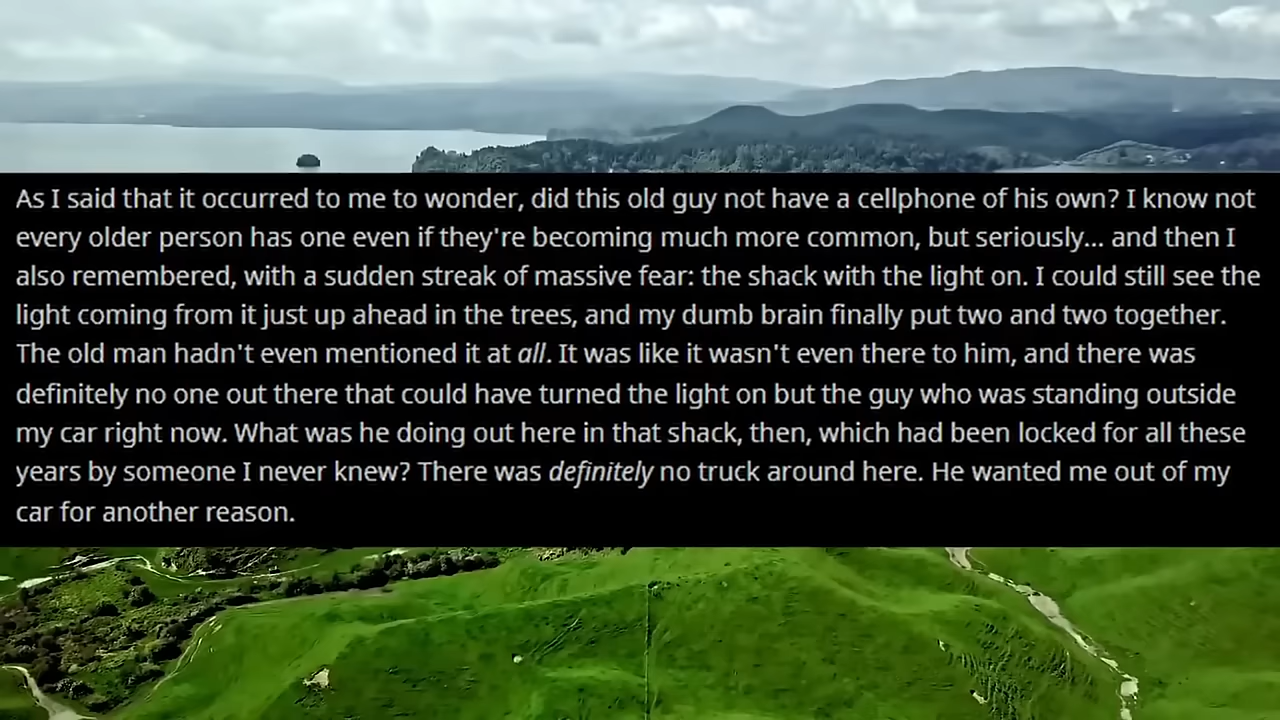 As I said that it occurred to me to wonder, did this old guy not have a cellphone of his own? I know not
every older person has one even if they're becoming much more common, but seriously... and then I
also remembered, with a sudden streak of massive fear: the shack with the light on. I could still see the
light coming from it just up ahead in the trees, and my dumb brain finally put two and two together.
The old man hadn't even mentioned it at all. It was like it wasn't even there to him, and there was
definitely no one out there that could have turned the light on but the guy who was standing outside
my car right now. What was he doing out here in that shack, then, which had been locked for all these
years by someone I never knew? There was definitely no truck around here. He wanted me out of my
car for another reason.